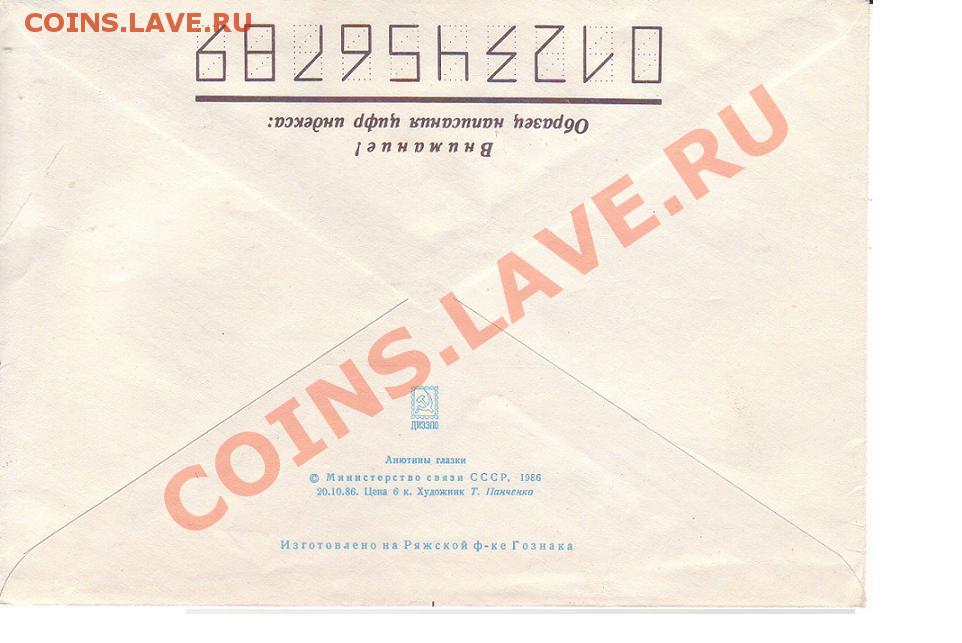 COINS.LAVE.RU
0123456789
Образец написания цифр индекса:
Внимание!
COINS.LAVE.RU
ДИЭЗПО
Анютины глазки
© Министерство связи СССР, 1986
20.10.86. Цена 6 к. Художник Т. Панченко
Изготовлено на Ряжской ф-ке Гознака